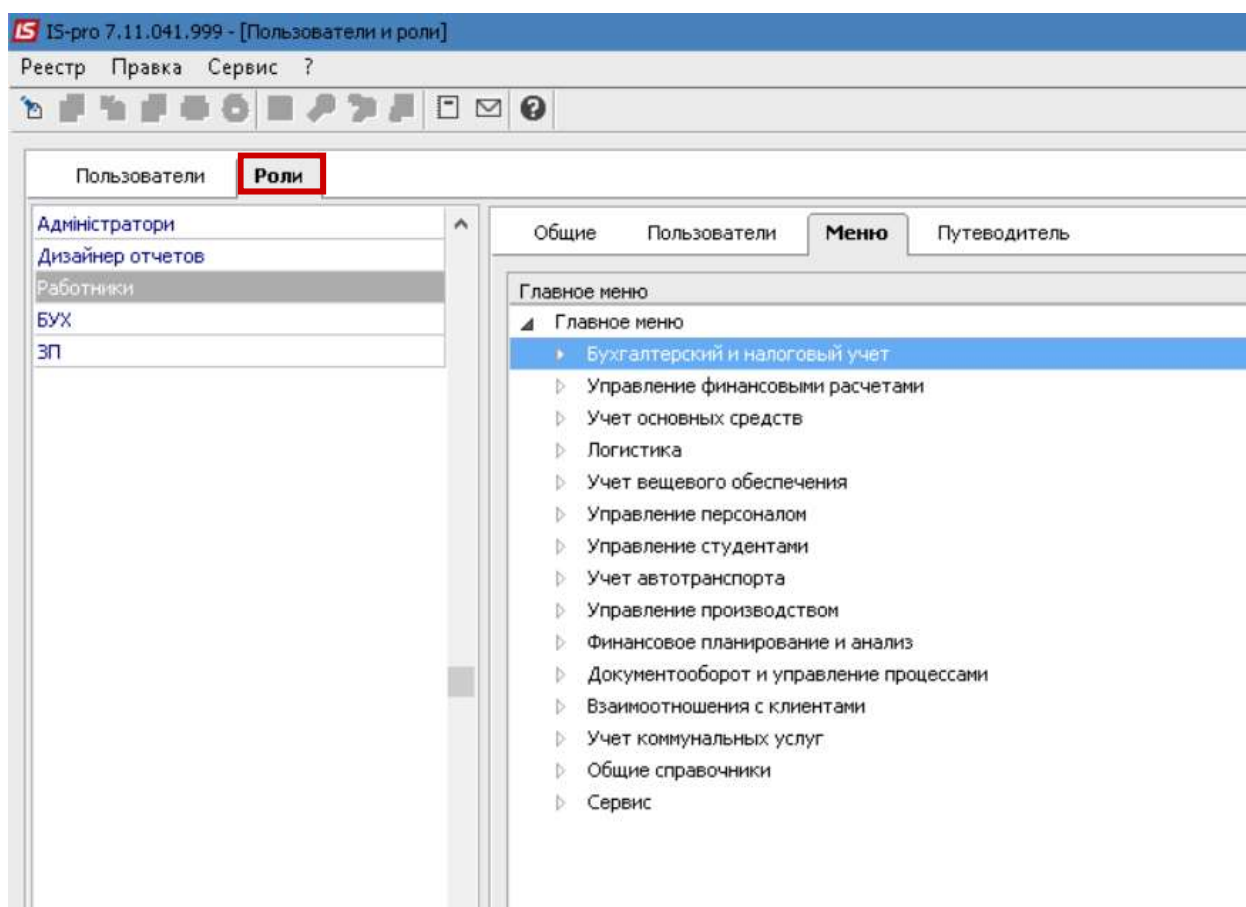 IS IS-pro 7.11.041.999 - [Пользователи и роли]
Реестр Правка Сервис ?
Пользователи Роли
Адміністратори
Дизайнер отчетов
Работники
БУХ
ЗП
Общие Пользователи Меню Путеводитель
Главное меню
Главное меню
Бухгалтерский и налоговый учет
Управление финансовыми расчетами
Учет основных средств
Логистика
Учет вещевого обеспечения
Управление персоналом
Управление студентами
Учет автотранспорта
Управление производством
Финансовое планирование и анализ
Документооборот и управление процессами
Взаимоотношения с клиентами
Учет коммунальных услуг
Общие справочники
Сервис